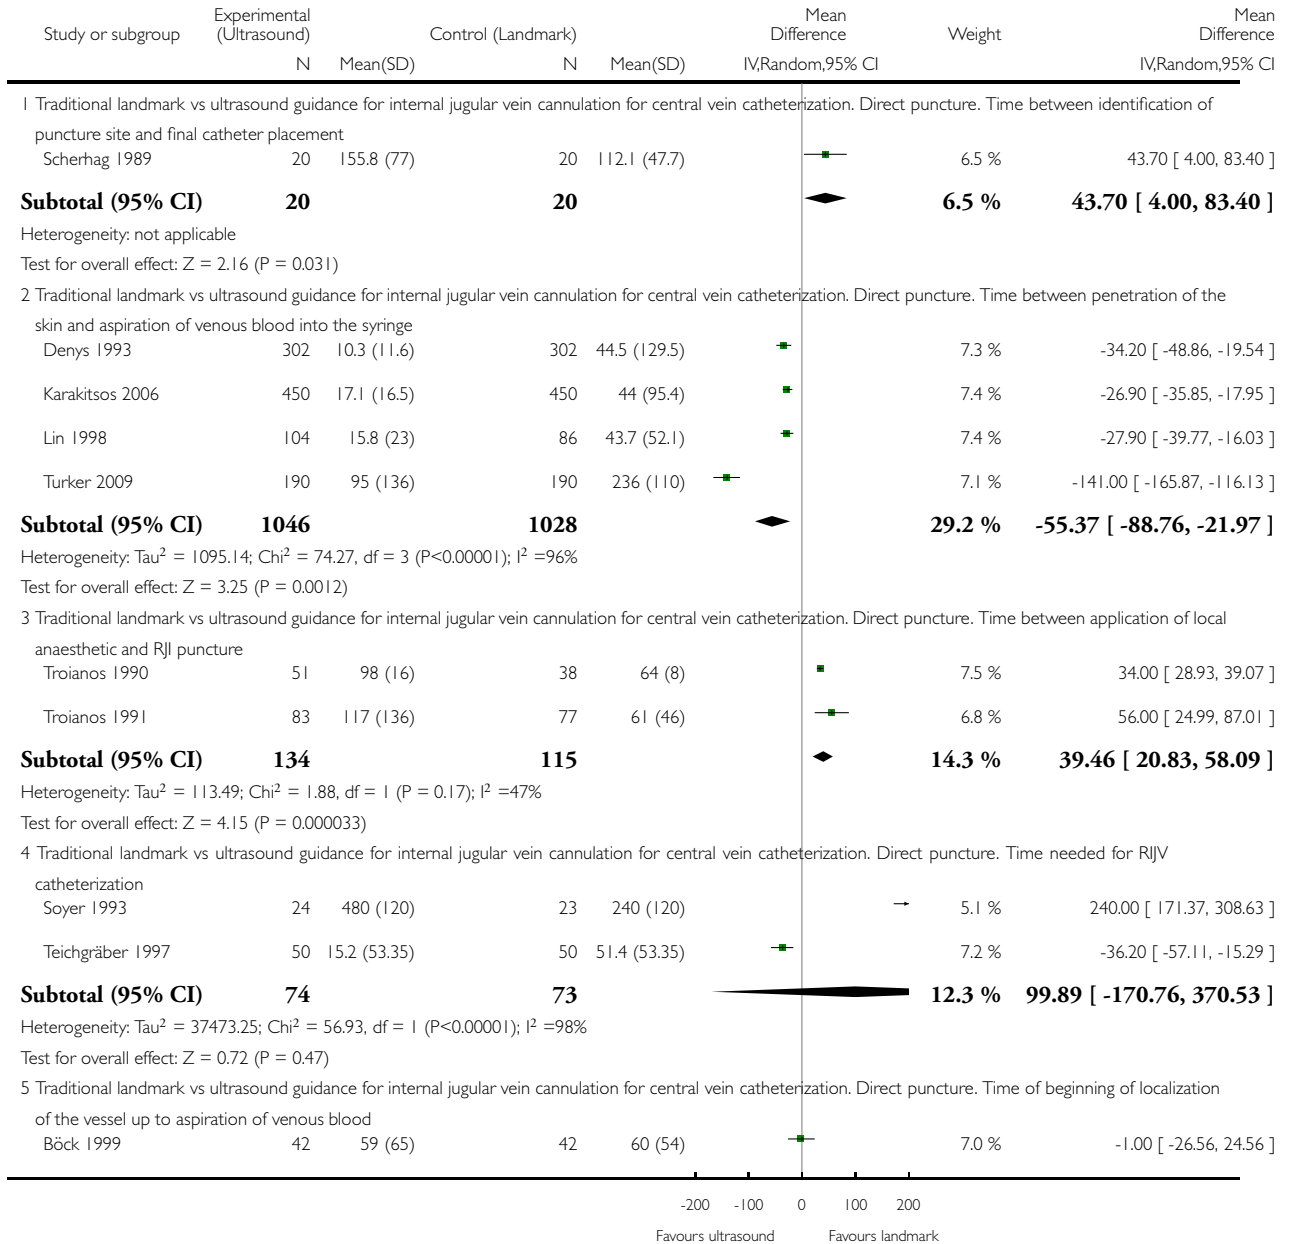 Study or subgroup Experimental (Ultrasound) Control (Landmark) Mean Difference Weight Mean Difference
N Mean(SD) N Mean(SD) IV,Random,95% CI IV,Random,95% CI
1 Traditional landmark vs ultrasound guidance for internal jugular vein cannulation for central vein catheterization. Direct puncture. Time between identification of
puncture site and final catheter placement
Scherhag 1989 20 155.8 (77) 20 112.1 (47.7) 6.5 % 43.70 [ 4.00, 83.40 ]
Subtotal (95% CI) 20 20 6.5 % 43.70 [ 4.00, 83.40 ]
Heterogeneity: not applicable
Test for overall effect: Z = 2.16 (P = 0.031)
2 Traditional landmark vs ultrasound guidance for internal jugular vein cannulation for central vein catheterization. Direct puncture. Time between penetration of the
skin and aspiration of venous blood into the syringe
Denys 1993 302 10.3 (11.6) 302 44.5 (129.5) 7.3 % -34.20 [ -48.86, -19.54 ]
Karakitsos 2006 450 17.1 (16.5) 450 44 (95.4) 7.4 % -26.90 [ -35.85, -17.95 ]
Lin 1998 104 15.8 (23) 86 43.7 (52.1) 7.4 % -27.90 [ -39.77, -16.03 ]
Turker 2009 190 95 (136) 190 236 (110) 7.1 % -141.00 [ -165.87, -116.13 ]
Subtotal (95% CI) 1046 1028 29.2 % -55.37 [ -88.76, -21.97 ]
Heterogeneity: Tau² = 1095.14; Chi² = 74.27, df = 3 (P<0.00001); I² =96%
Test for overall effect: Z = 3.25 (P = 0.0012)
3 Traditional landmark vs ultrasound guidance for internal jugular vein cannulation for central vein catheterization. Direct puncture. Time between application of local
anaesthetic and RJI puncture
Troianos 1990 51 98 (16) 38 64 (8) 7.5 % 34.00 [ 28.93, 39.07 ]
Troianos 1991 83 117 (136) 77 61 (46) 6.8 % 56.00 [ 24.99, 87.01 ]
Subtotal (95% CI) 134 115 14.3 % 39.46 [ 20.83, 58.09 ]
Heterogeneity: Tau² = 113.49; Chi² = 1.88, df = 1 (P = 0.17); I² =47%
Test for overall effect: Z = 4.15 (P = 0.000033)
4 Traditional landmark vs ultrasound guidance for internal jugular vein cannulation for central vein catheterization. Direct puncture. Time needed for RIJV
catheterization
Soyer 1993 24 480 (120) 23 240 (120) 5.1 % 240.00 [ 171.37, 308.63 ]
Teichgräber 1997 50 15.2 (53.35) 50 51.4 (53.35) 7.2 % -36.20 [ -57.11, -15.29 ]
Subtotal (95% CI) 74 73 12.3 % 99.89 [ -170.76, 370.53 ]
Heterogeneity: Tau² = 37473.25; Chi² = 56.93, df = 1 (P<0.00001); I² =98%
Test for overall effect: Z = 0.72 (P = 0.47)
5 Traditional landmark vs ultrasound guidance for internal jugular vein cannulation for central vein catheterization. Direct puncture. Time of beginning of localization
of the vessel up to aspiration of venous blood
Böck 1999 42 59 (65) 42 60 (54) 7.0 % -1.00 [ -26.56, 24.56 ]
-200 -100 0 100 200
Favours ultrasound Favours landmark